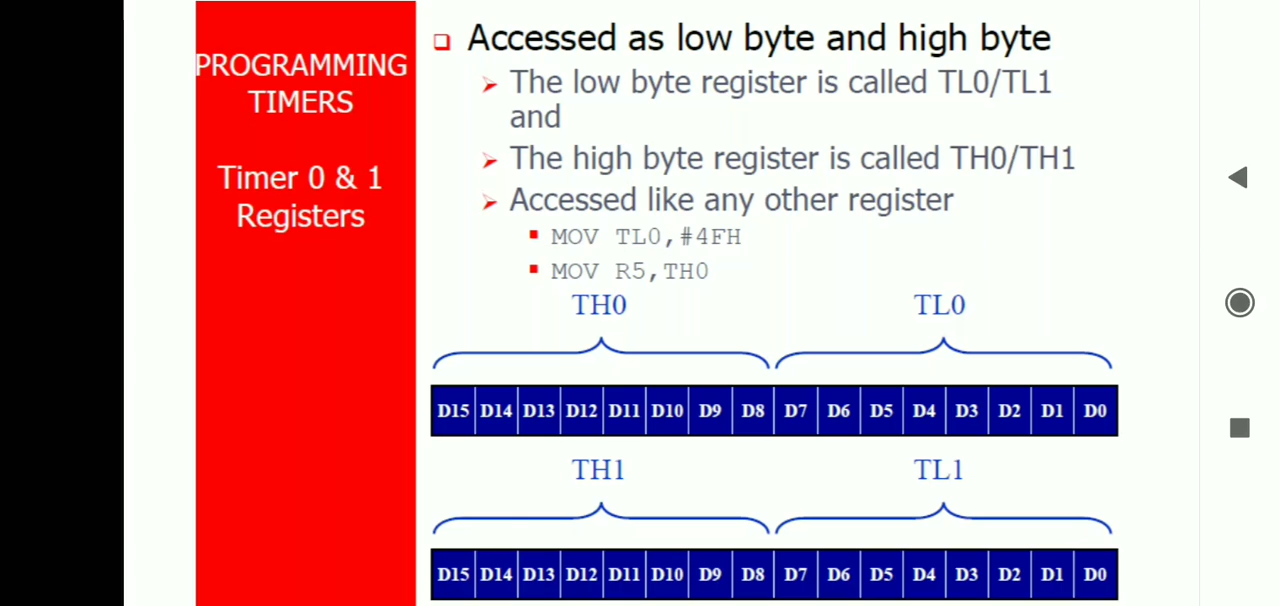 PROGRAMMING
TIMERS
Timer 0 & 1
Registers
Accessed as low byte and high byte
The low byte register is called TL0/TL1
and
The high byte register is called TH0/TH1
Accessed like any other register
MOV TL0,#4FH
MOV R5,TH0
TH0 TL0
D15 D14 D13 D12 D11 D10 D9 D8 D7 D6 D5 D4 D3 D2 D1 D0
TH1 TL1
D15 D14 D13 D12 D11 D10 D9 D8 D7 D6 D5 D4 D3 D2 D1 D0